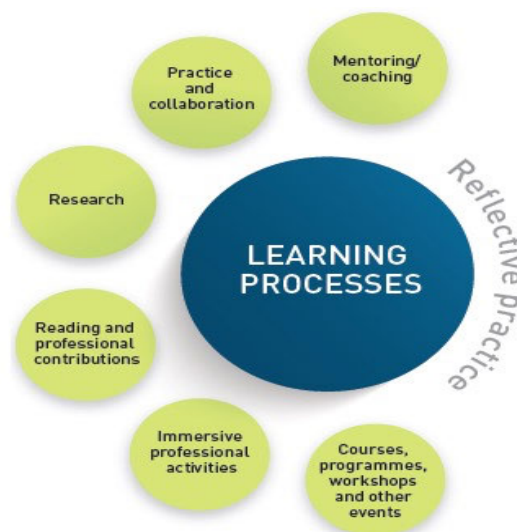 Mentoring/
coaching
Practice
and
collaboration
Research
LEARNING
PROCESSES
Reflective practice
Reading and
professional
contributions
Immersive
professional
activities
Courses,
programmes,
workshops
and other
events